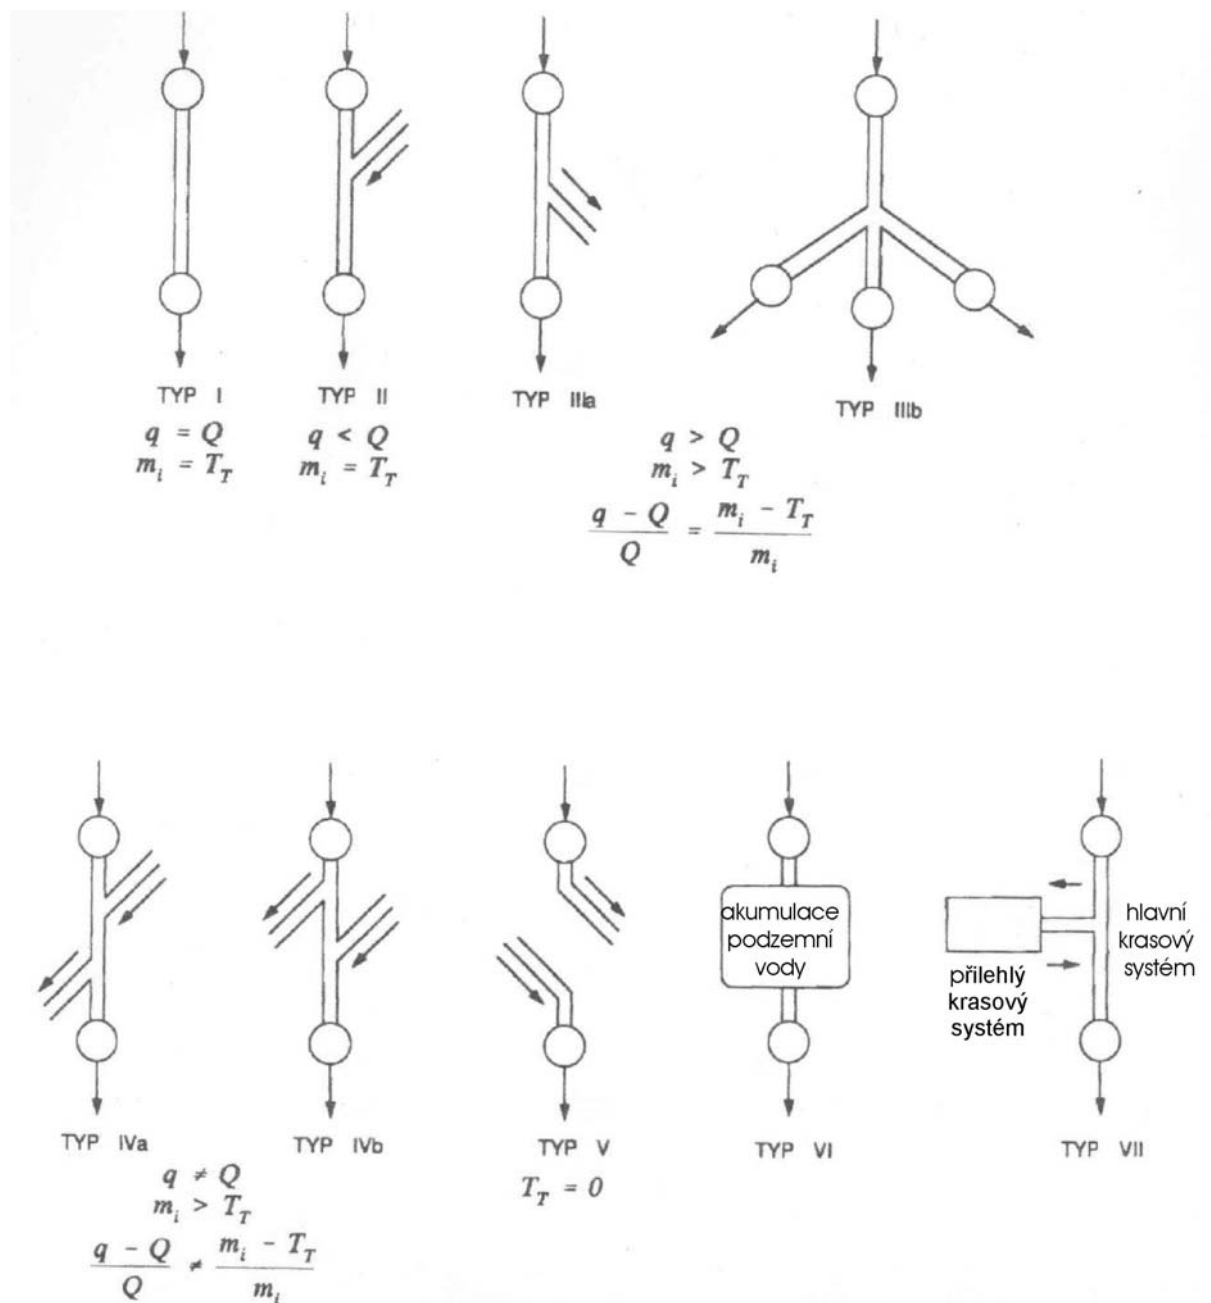 TYP I
q = Q
m_i = T_T
TYP II
q < Q
m_i = T_T
TYP IIIa
TYP IIIb
q > Q
m_i > T_T
q - Q / Q = m_i - T_T / m_i
akumulace
podzemní
vody
přilehlý
krasový
systém
hlavní
krasový
systém
TYP IVa
TYP IVb
TYP V
TYP VI
TYP VII
q ≠ Q
m_i > T_T
q - Q / Q ≠ m_i - T_T / m_i
T_T = 0